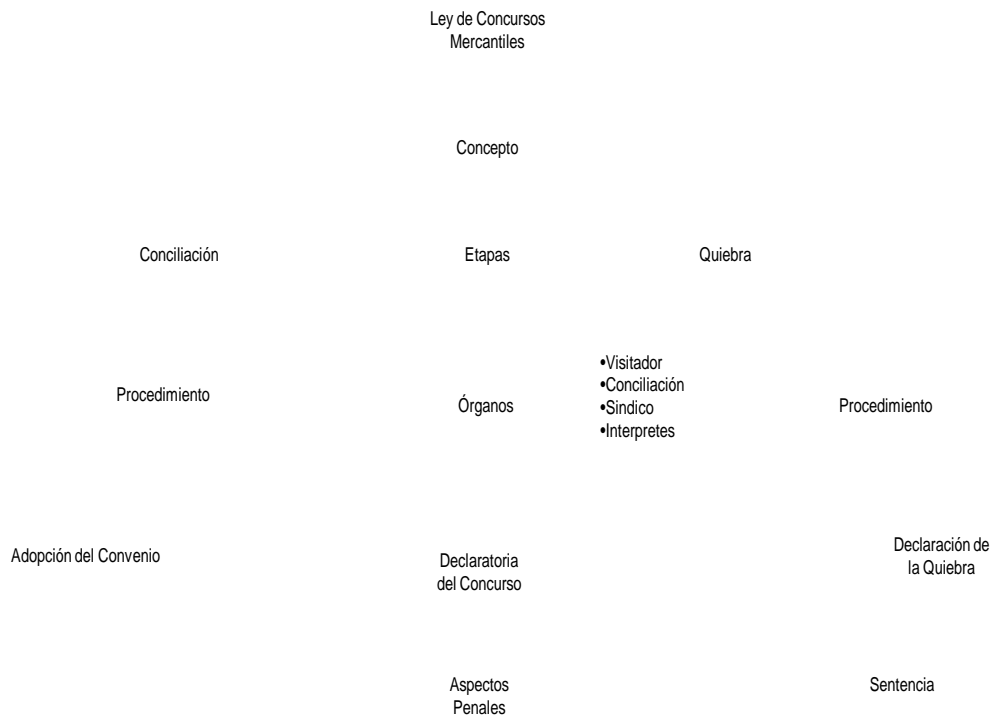 Ley de Concursos
Mercantiles
Concepto
Conciliación
Etapas
Quiebra
Procedimiento
Órganos
•Visitador
•Conciliación
•Sindico
•Interpretes
Procedimiento
Adopción del Convenio
Declaratoria
del Concurso
Declaración de
la Quiebra
Aspectos
Penales
Sentencia